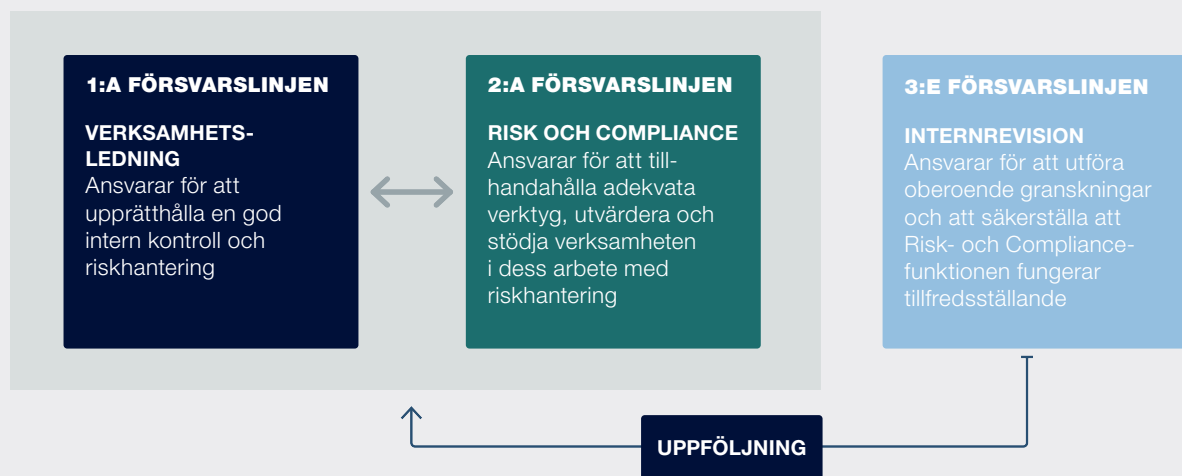 1:A FÖRSVARSLINJEN
VERKSAMHETS-
LEDNING
Ansvarar för att
upprätthålla en god
intern kontroll och
riskhantering
2:A FÖRSVARSLINJEN
RISK OCH COMPLIANCE
Ansvarar för att till-
handahålla adekvata
verktyg, utvärdera och
stödja verksamheten
i dess arbete med
riskhantering
3:E FÖRSVARSLINJEN
INTERNREVISION
Ansvarar för att utföra
oberoende granskningar
och att säkerställa att
Risk- och Compliance-
funktionen fungerar
tillfredsställande
UPPFÖLJNING